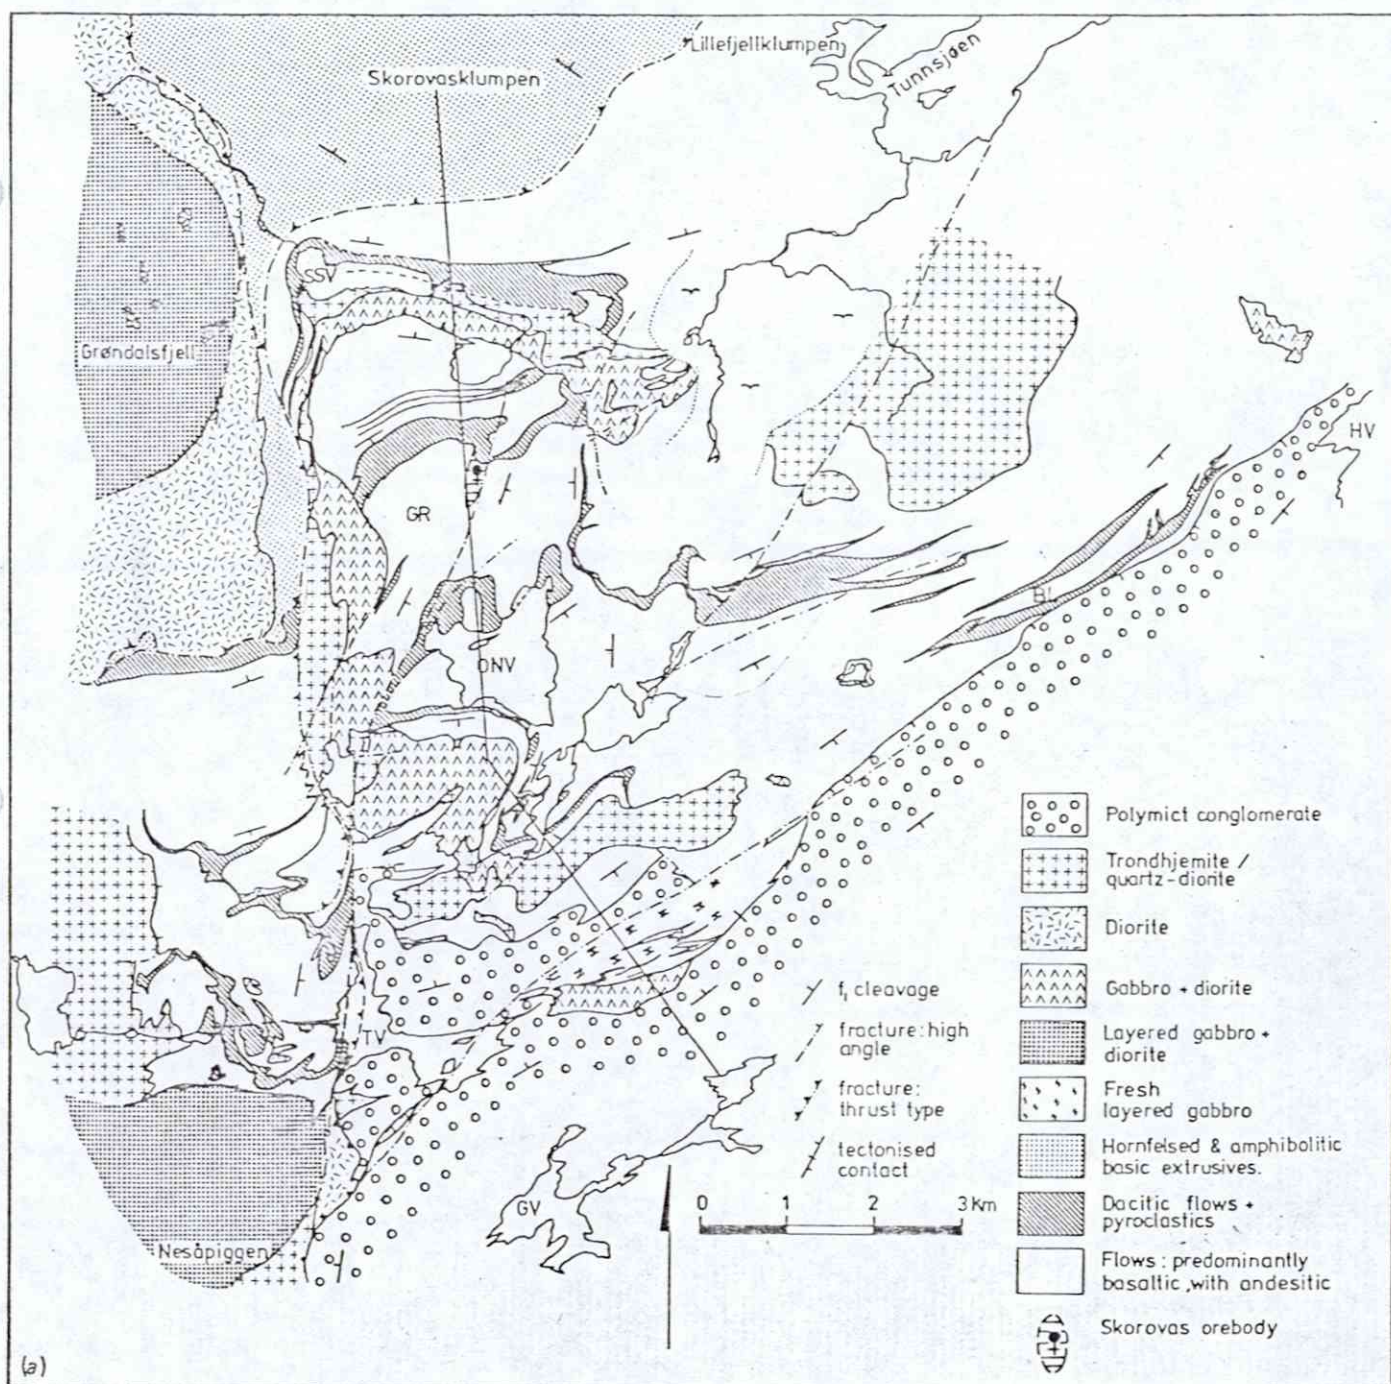 Lillefjellklumpen
Tunnsjøen
Skorovasklumpen
SSV
Grøndalsfjell
HV
GR
BL
ONV
TV
GV
Nesåpiggen
f₁ cleavage
fracture: high
angle
fracture:
thrust type
tectonised
contact
0 1 2 3 Km
Polymict conglomerate
Trondhjemite /
quartz-diorite
Diorite
Gabbro + diorite
Layered gabbro +
diorite
Fresh
layered gabbro
Hornfelsed & amphibolitic
basic extrusives.
Dacitic flows +
pyroclastics
Flows: predominantly
basaltic, with andesitic
Skorovas orebody
(a)